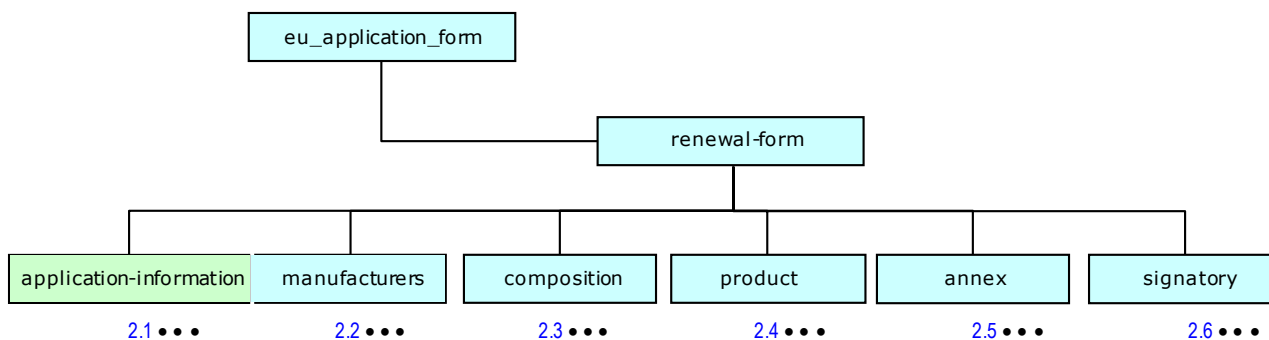 eu_application_form
renewal-form
application-information manufacturers composition product annex signatory
2.1 ● ● ● 2.2 ● ● ● 2.3 ● ● ● 2.4 ● ● ● 2.5 ● ● ● 2.6 ● ● ●